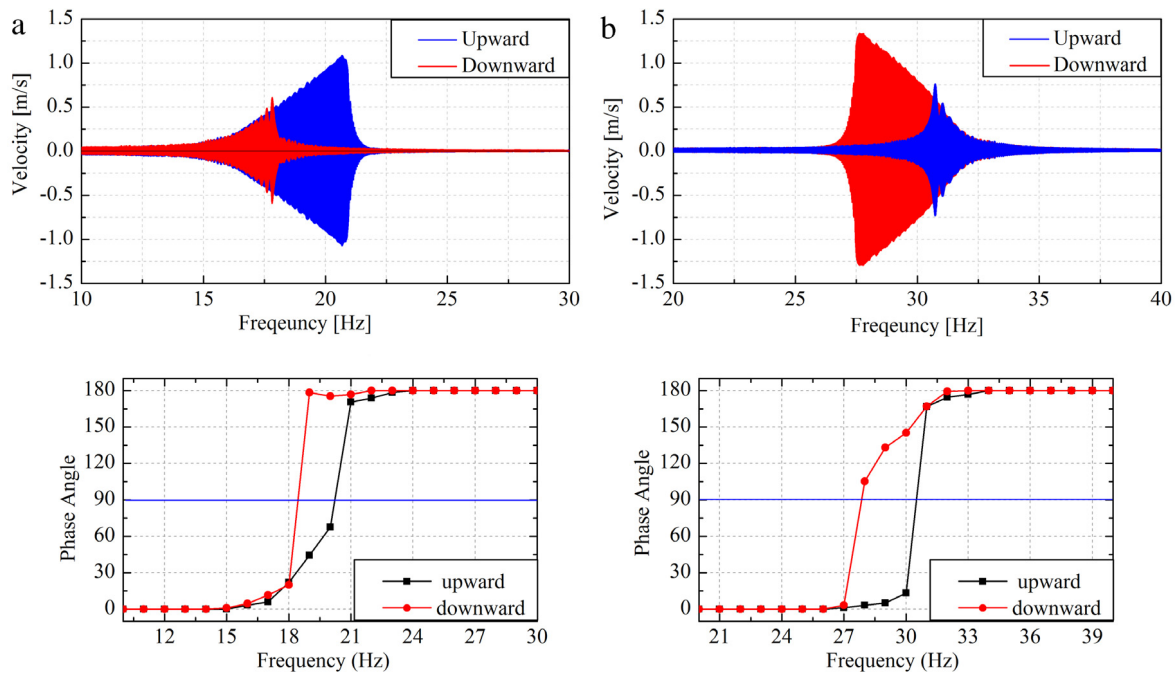 a
1.5
1.0
0.5
0.0
-0.5
-1.0
-1.5
Velocity [m/s]
Upward
Downward
10 15 20 25 30
Freqeuncy [Hz]
b
1.5
1.0
0.5
0.0
-0.5
-1.0
-1.5
Velocity [m/s]
Upward
Downward
20 25 30 35 40
Freqeuncy [Hz]
180
150
120
90
60
30
0
Phase Angle
upward
downward
12 15 18 21 24 27 30
Frequency (Hz)
180
150
120
90
60
30
0
Phase Angle
upward
downward
21 24 27 30 33 36 39
Frequency (Hz)